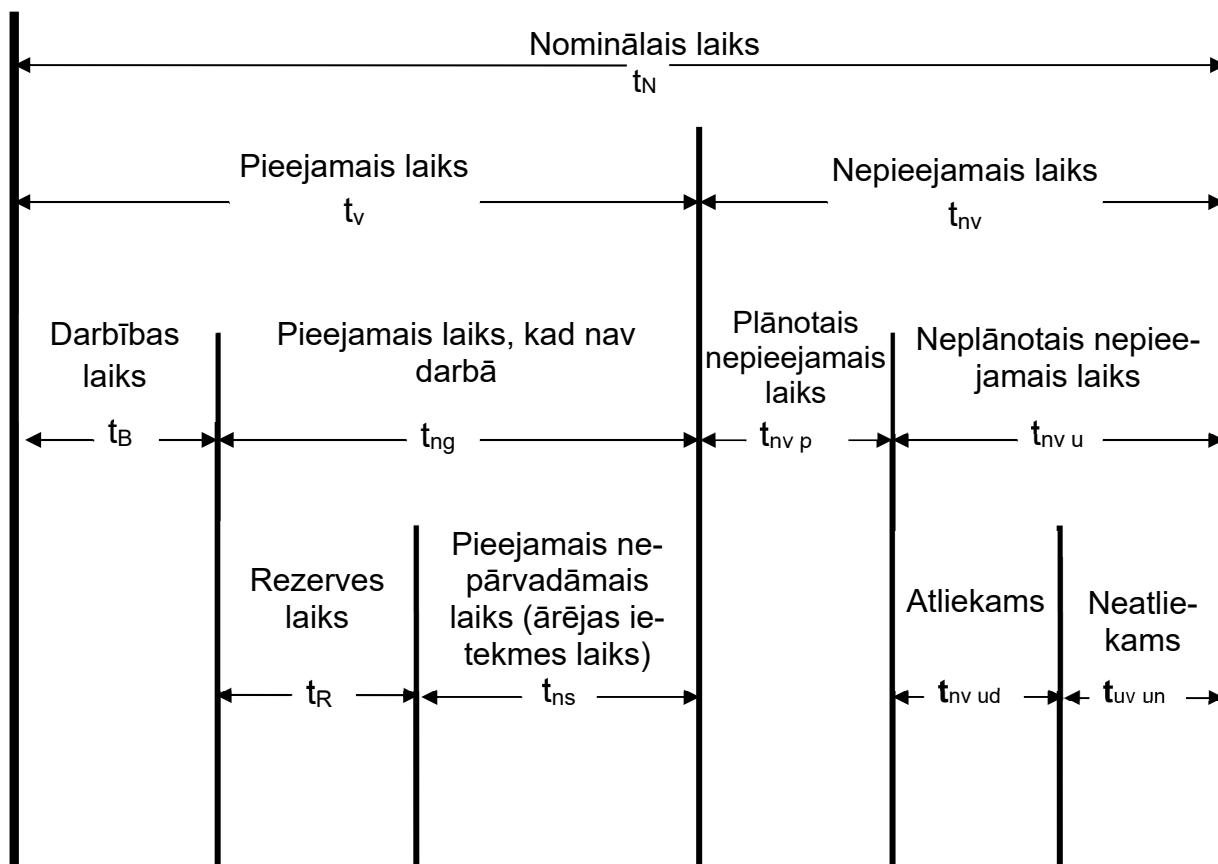 Nominālais laiks
tN
Pieejamais laiks
tv
Nepieejamais laiks
tnv
Darbības
laiks
tB
Pieejamais laiks, kad nav
darbā
tng
Plānotais
nepieejamais
laiks
tnv p
Neplānotais nepiee-
jamais laiks
tnv u
Rezerves
laiks
tR
Pieejamais ne-
pārvadāmais
laiks (ārējas ie-
tekmes laiks)
tns
Atliekams
tnv ud
Neatlie-
kams
tuv un